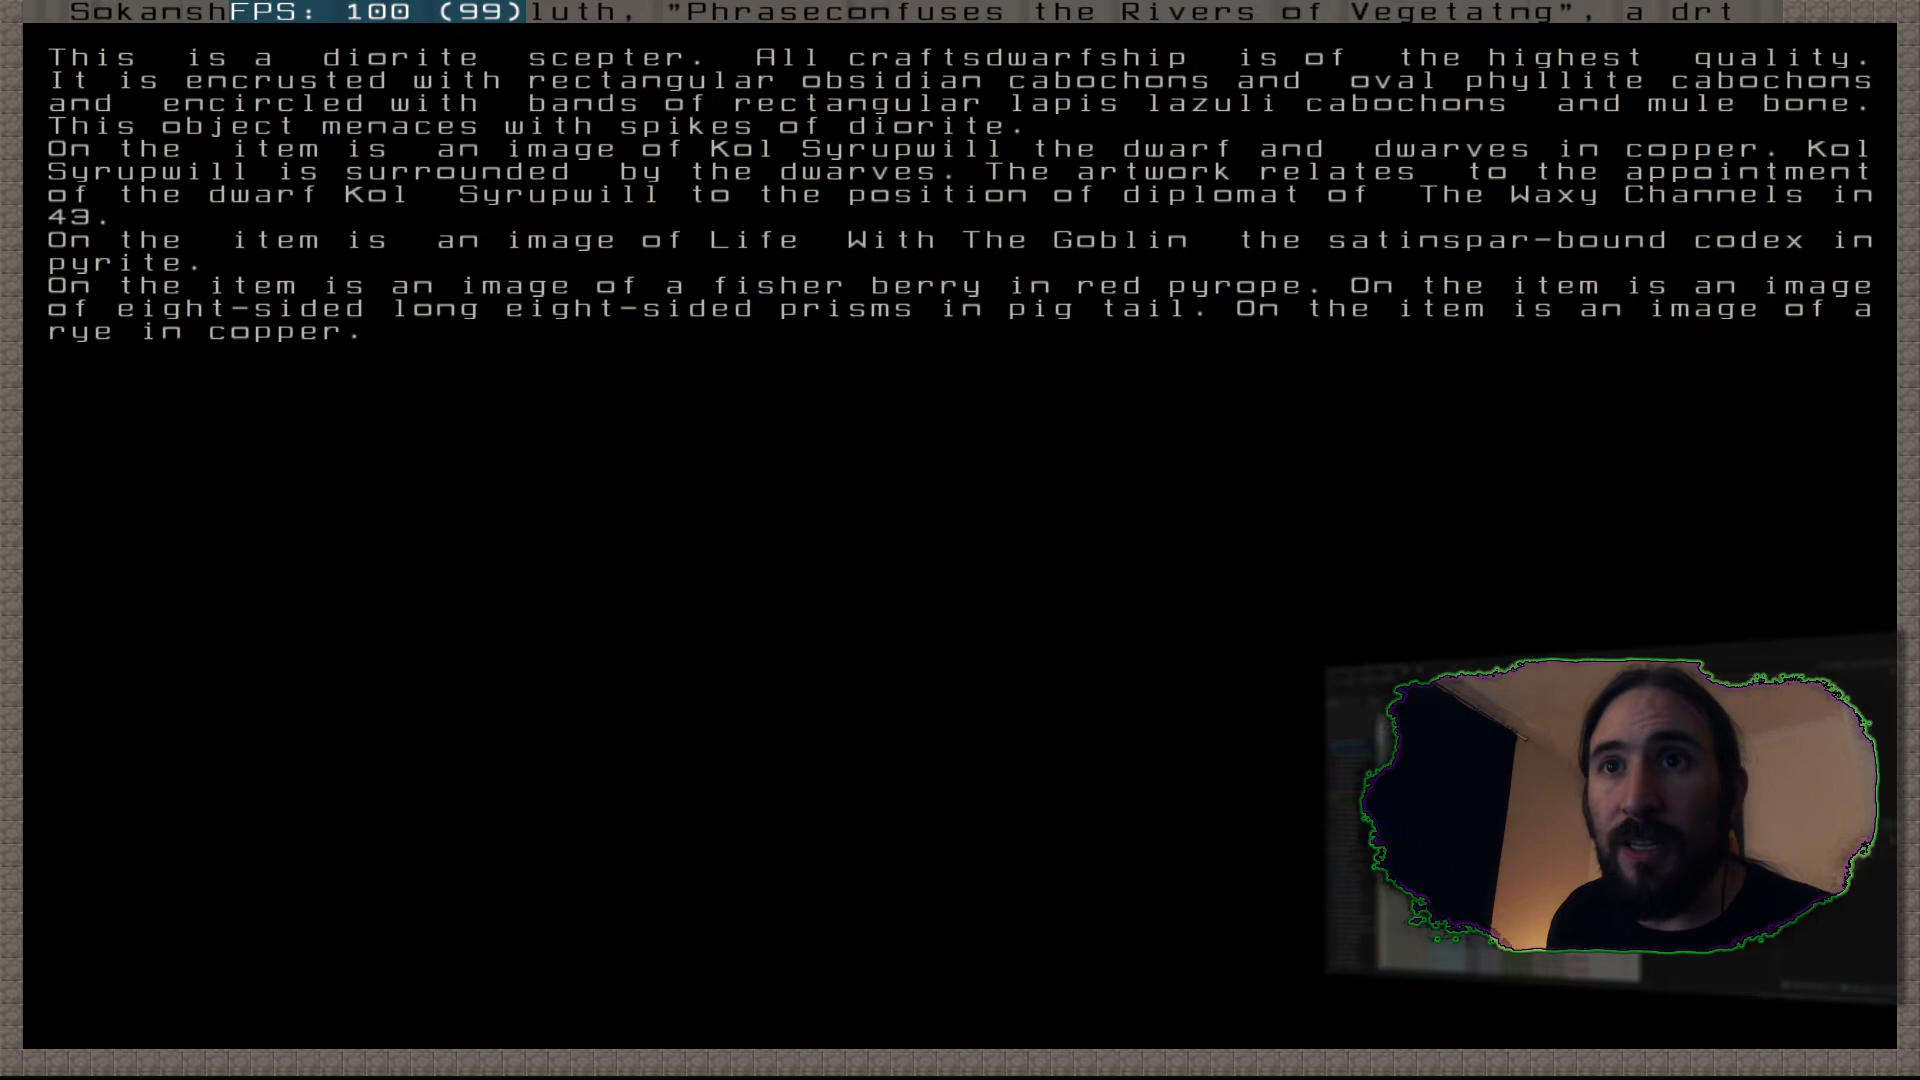 Sokansh FPS: 100 (99) luth, "Phraseconfuses the Rivers of Vegetatng", a drt
This is a diorite scepter. All craftsdwarfship is of the highest quality.
It is encrusted with rectangular obsidian cabochons and oval phyllite cabochons
and encircled with bands of rectangular lapis lazuli cabochons and mule bone.
This object menaces with spikes of diorite.
On the item is an image of Kol Syrupwill the dwarf and dwarves in copper. Kol
Syrupwill is surrounded by the dwarves. The artwork relates to the appointment
of the dwarf Kol Syrupwill to the position of diplomat of The Waxy Channels in
43.
On the item is an image of Life With The Goblin the satinspar-bound codex in
pyrite.
On the item is an image of a fisher berry in red pyrope. On the item is an image
of eight-sided long eight-sided prisms in pig tail. On the item is an image of a
rye in copper.